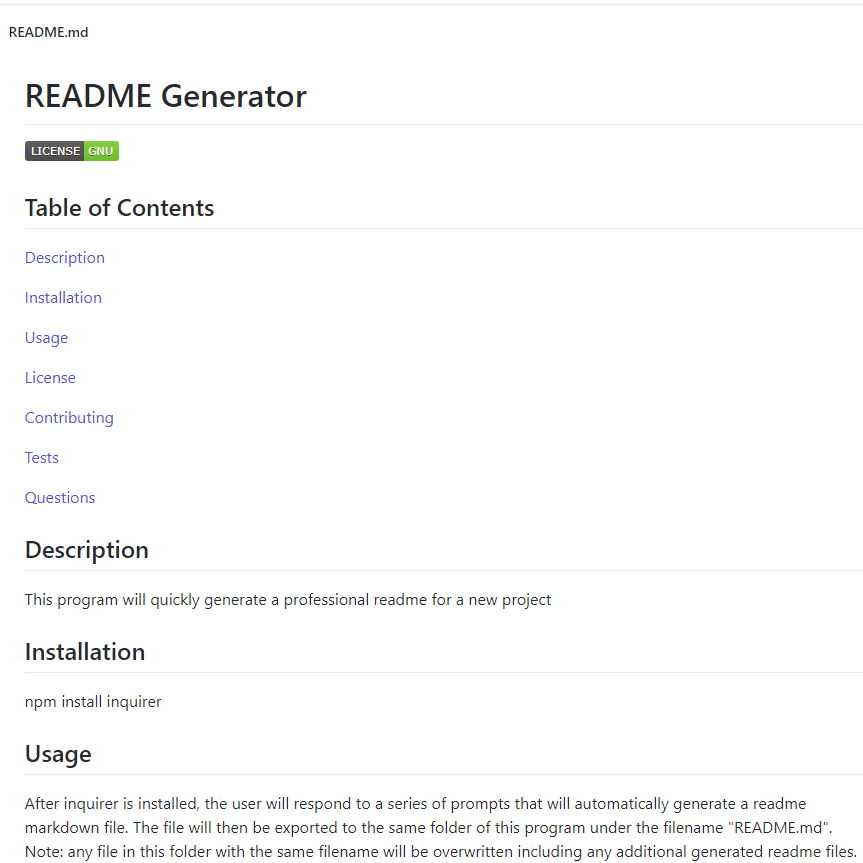 README.md
README Generator
LICENSE GNU
Table of Contents
Description
Installation
Usage
License
Contributing
Tests
Questions
Description
This program will quickly generate a professional readme for a new project
Installation
npm install inquirer
Usage
After inquirer is installed, the user will respond to a series of prompts that will automatically generate a readme
markdown file. The file will then be exported to the same folder of this program under the filename "README.md".
Note: any file in this folder with the same filename will be overwritten including any additional generated readme files.